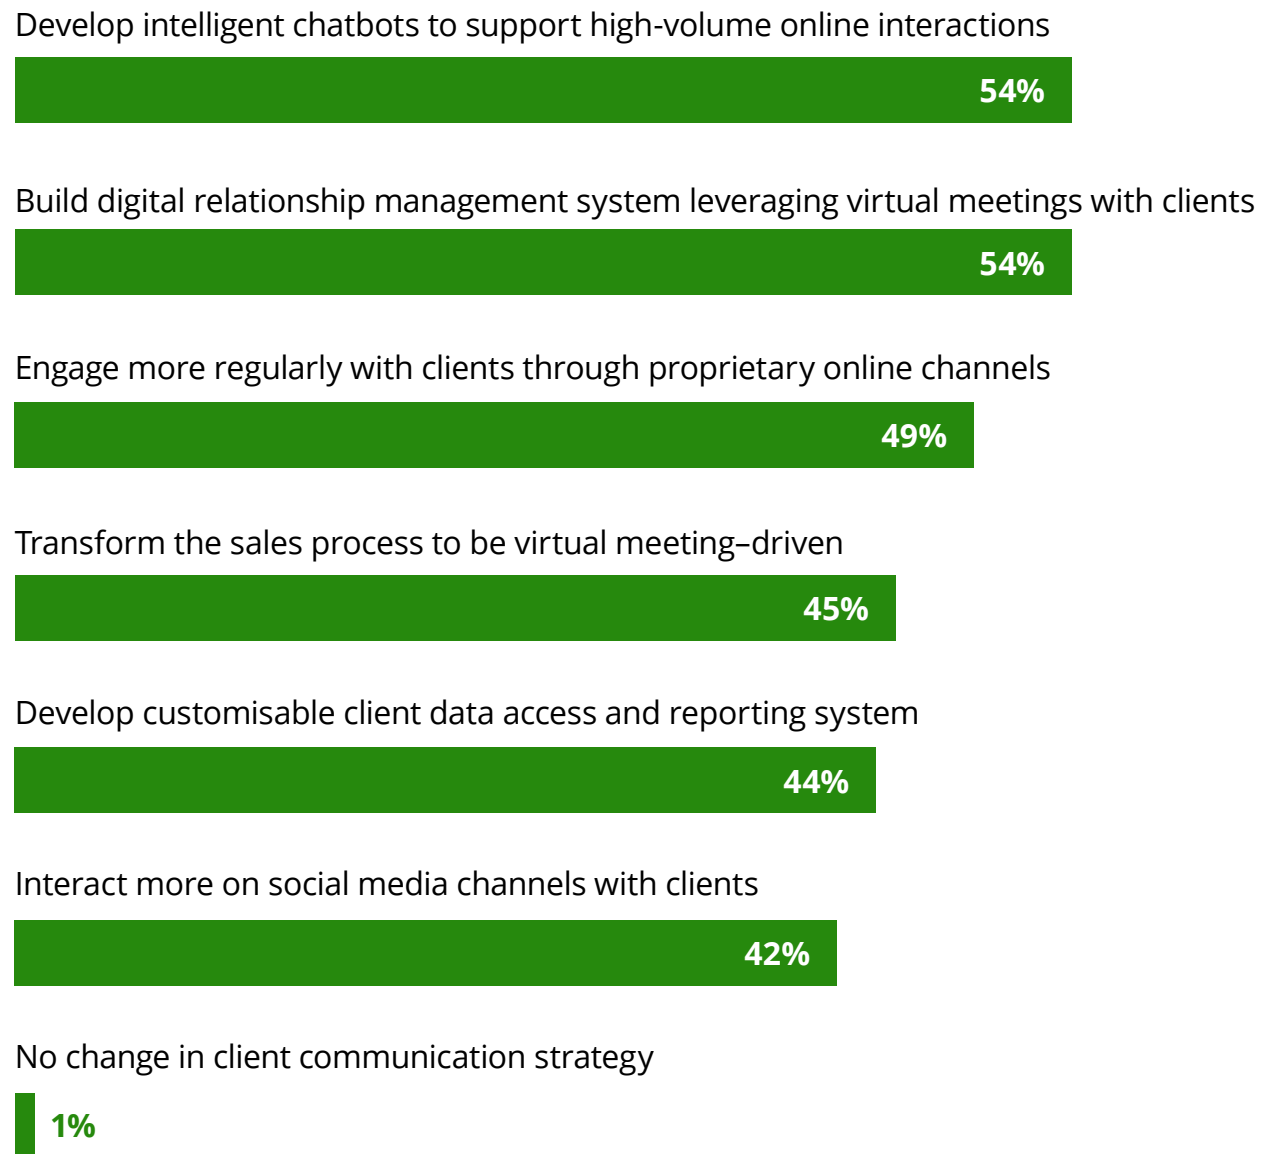 Develop intelligent chatbots to support high-volume online interactions
54%
Build digital relationship management system leveraging virtual meetings with clients
54%
Engage more regularly with clients through proprietary online channels
49%
Transform the sales process to be virtual meeting–driven
45%
Develop customisable client data access and reporting system
44%
Interact more on social media channels with clients
42%
No change in client communication strategy
1%